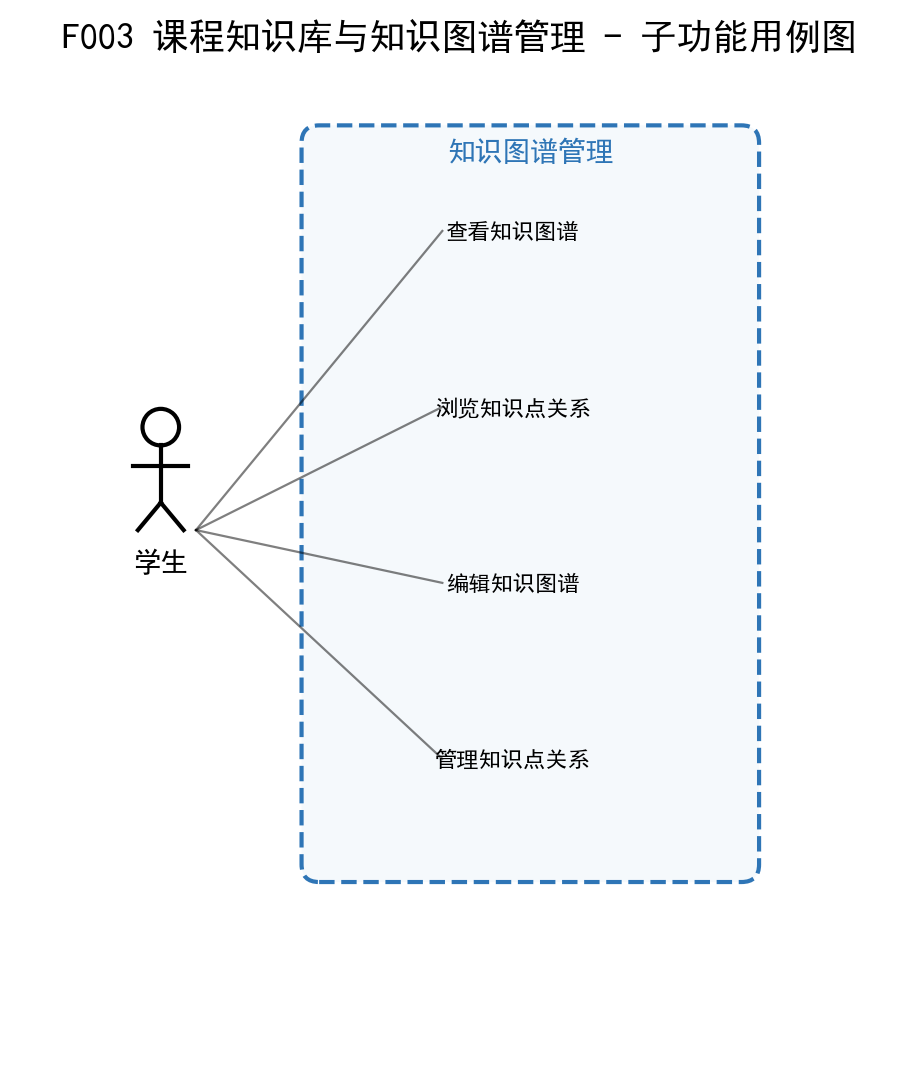 F003 课程知识库与知识图谱管理 - 子功能用例图
知识图谱管理
查看知识图谱
浏览知识点关系
学生
编辑知识图谱
管理知识点关系